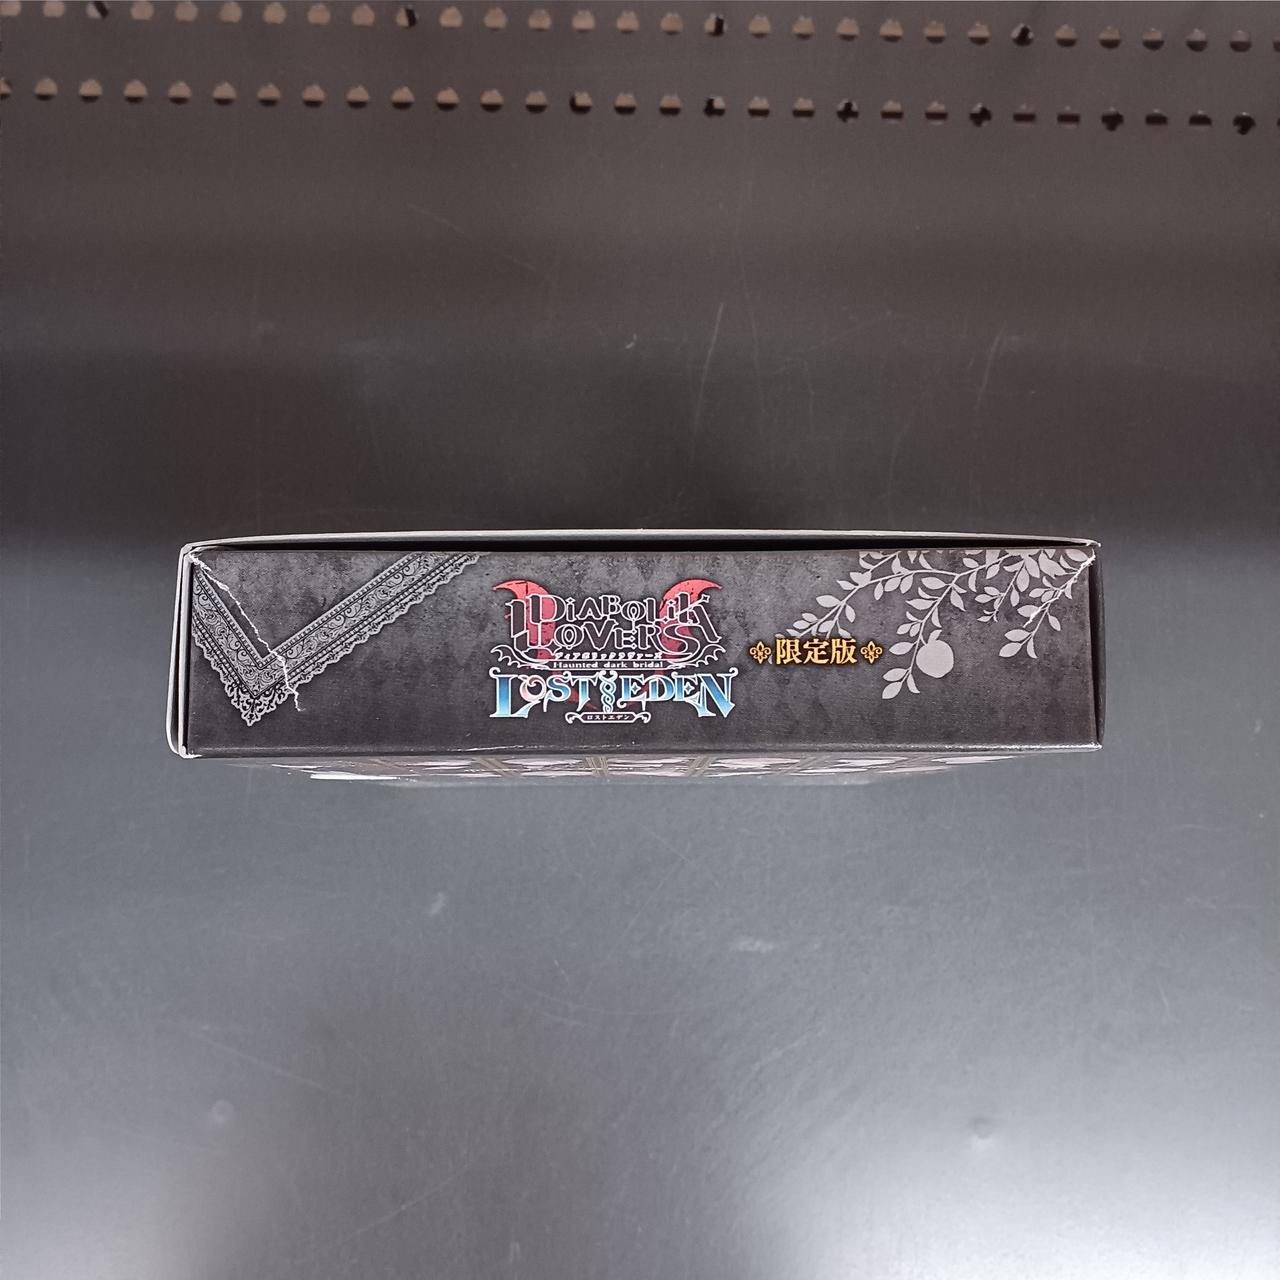 DIABOLIK
LOVERS
ディアボリックラヴァーズ
Haunted dark bridal
LOST EDEN
ロストエデン
限定版